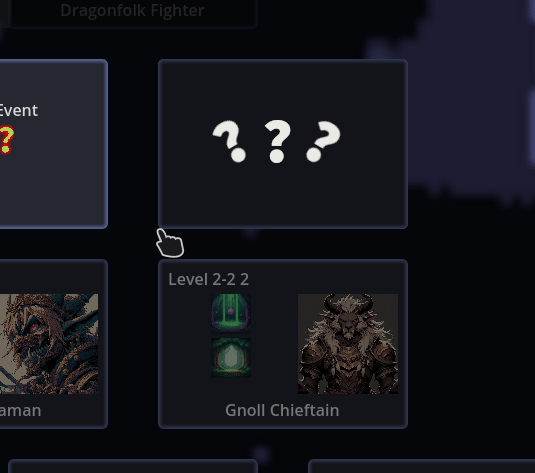 Dragonfolk Fighter
Event
?
? ? ?
Level 2-2 2
aman
Gnoll Chieftain